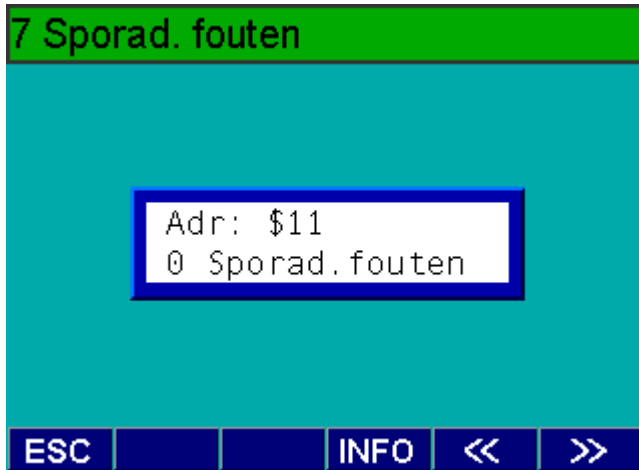 7 Sporad. fouten
Adr: $11
0 Sporad.fouten
ESC INFO << >>